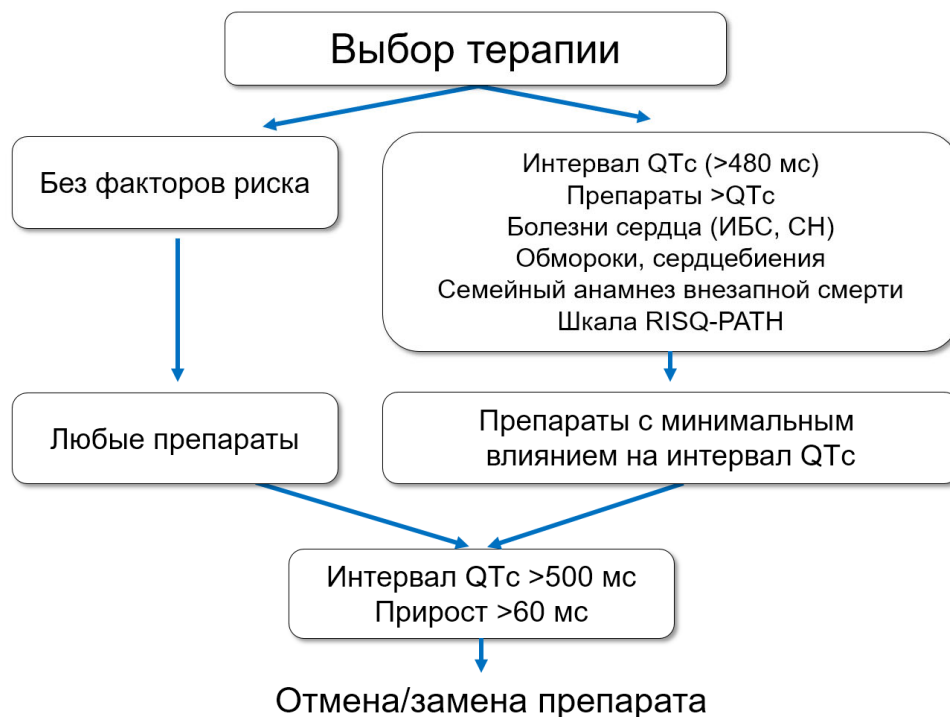 Выбор терапии
Без факторов риска
Интервал QTc (>480 мс)
Препараты >QTc
Болезни сердца (ИБС, СН)
Обмороки, сердцебиения
Семейный анамнез внезапной смерти
Шкала RISQ-PATH
Любые препараты
Препараты с минимальным
влиянием на интервал QTc
Интервал QTc >500 мс
Прирост >60 мс
Отмена/замена препарата